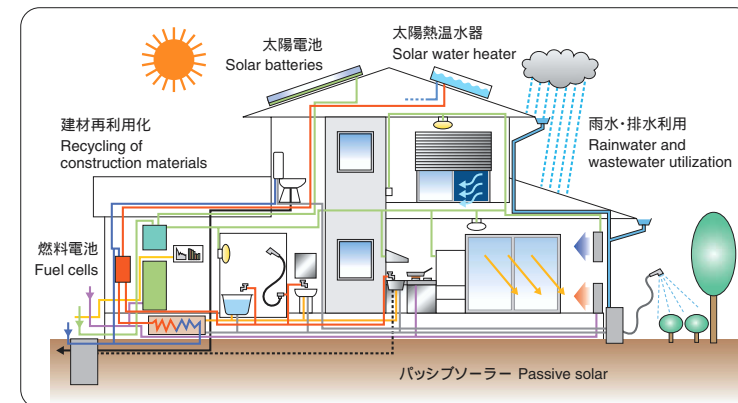 太陽電池
Solar batteries
太陽熱温水器
Solar water heater
建材再利用化
Recycling of
construction materials
雨水・排水利用
Rainwater and
wastewater utilization
燃料電池
Fuel cells
パッシブソーラー Passive solar